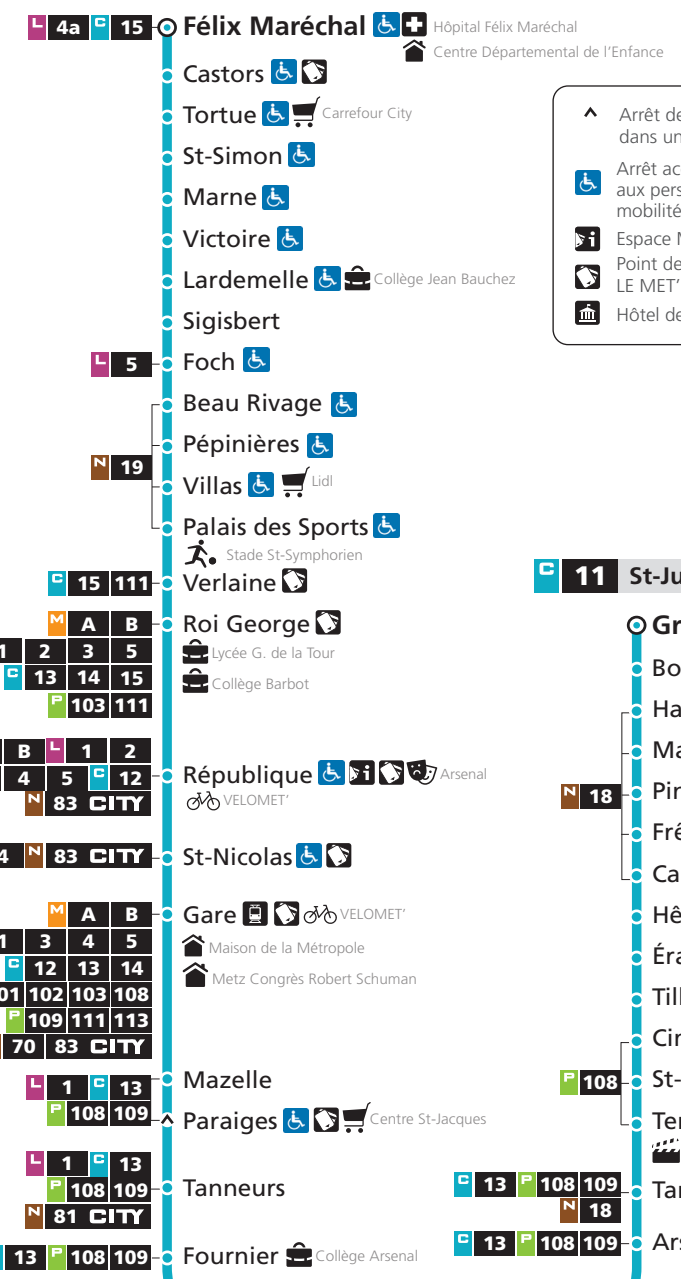 L 4a C 15 Félix Maréchal Hôpital Félix Maréchal
Centre Départemental de l'Enfance
Castors
Tortue Carrefour City
St-Simon
Marne
Victoire
Lardemelle Collège Jean Bauchez
Sigisbert
L 5 Foch
Beau Rivage
Pépinières
N 19
Villas Lidl
Palais des Sports
Stade St-Symphorien
C 15 111 Verlaine
M A B Roi George
1 2 3 5 Lycée G. de la Tour
C 13 14 15 Collège Barbot
P 103 111
B L 1 2
4 5 C 12 République Arsenal
N 83 CITY VELOMET'
4 N 83 CITY St-Nicolas
M A B Gare VELOMET'
1 3 4 5 Maison de la Métropole
C 12 13 14 Metz Congrès Robert Schuman
01 102 103 108
P 109 111 113
70 83 CITY
L 1 C 13 Mazelle
P 108 109 Paraiges Centre St-Jacques
L 1 C 13
P 108 109 Tanneurs
N 81 CITY
13 P 108 109 Fournier Collège Arsenal
Arrêt de
dans un
Arrêt ac
aux pers
mobilité
i Espace M
Point de
LE MET'
Hôtel de
C 11 St-Ju
Gr
Bo
Ha
Ma
N 18 Pin
Frê
Ca
Hê
Éra
Till
Cin
P 108 St-
Ter
C 13 P 108 109 Tan
N 18
C 13 P 108 109 Ars